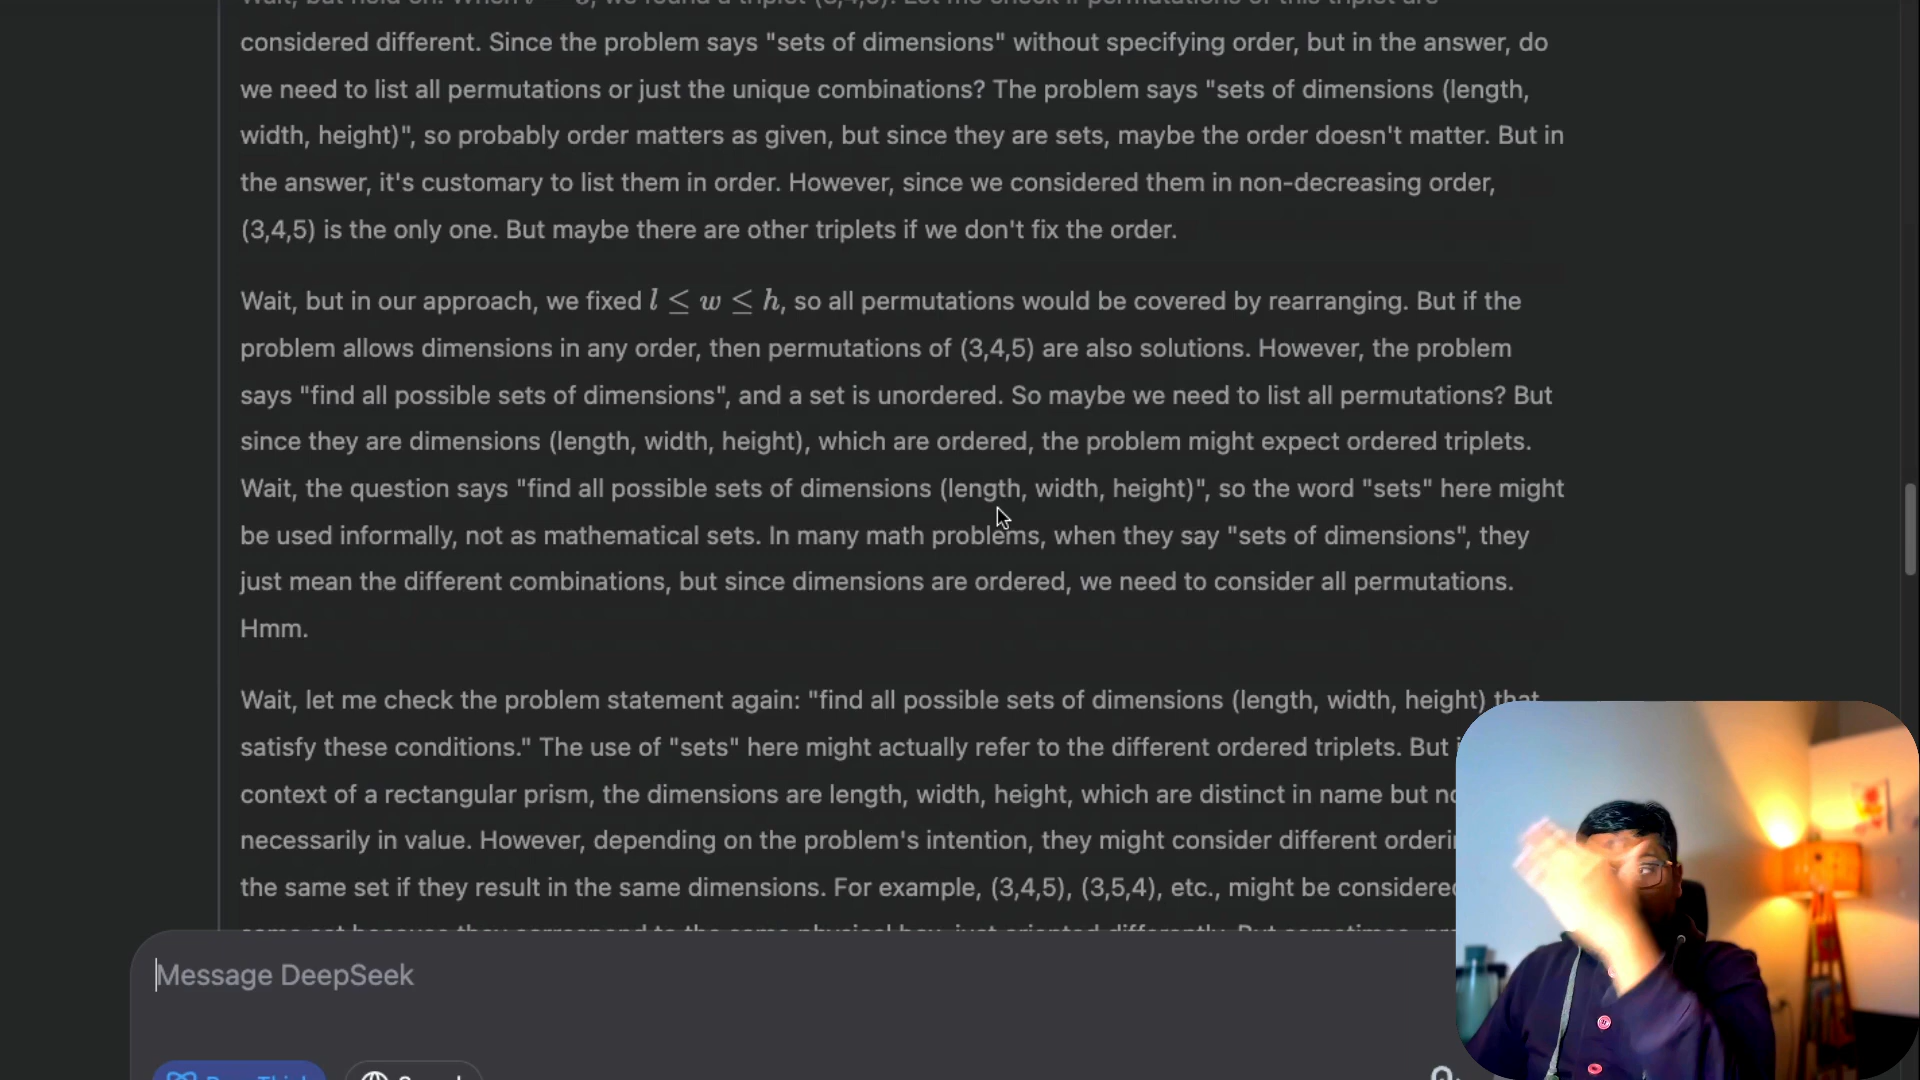 considered different. Since the problem says "sets of dimensions" without specifying order, but in the answer, do
we need to list all permutations or just the unique combinations? The problem says "sets of dimensions (length,
width, height)", so probably order matters as given, but since they are sets, maybe the order doesn't matter. But in
the answer, it's customary to list them in order. However, since we considered them in non-decreasing order,
(3,4,5) is the only one. But maybe there are other triplets if we don't fix the order.
Wait, but in our approach, we fixed l ≤ w ≤ h, so all permutations would be covered by rearranging. But if the
problem allows dimensions in any order, then permutations of (3,4,5) are also solutions. However, the problem
says "find all possible sets of dimensions", and a set is unordered. So maybe we need to list all permutations? But
since they are dimensions (length, width, height), which are ordered, the problem might expect ordered triplets.
Wait, the question says "find all possible sets of dimensions (length, width, height)", so the word "sets" here might
be used informally, not as mathematical sets. In many math problems, when they say "sets of dimensions", they
just mean the different combinations, but since dimensions are ordered, we need to consider all permutations.
Hmm.
Wait, let me check the problem statement again: "find all possible sets of dimensions (length, width, height) that
satisfy these conditions." The use of "sets" here might actually refer to the different ordered triplets. But
context of a rectangular prism, the dimensions are length, width, height, which are distinct in name but
necessarily in value. However, depending on the problem's intention, they might consider different
the same set if they result in the same dimensions. For example, (3,4,5), (3,5,4), etc., might be
Message DeepSeek